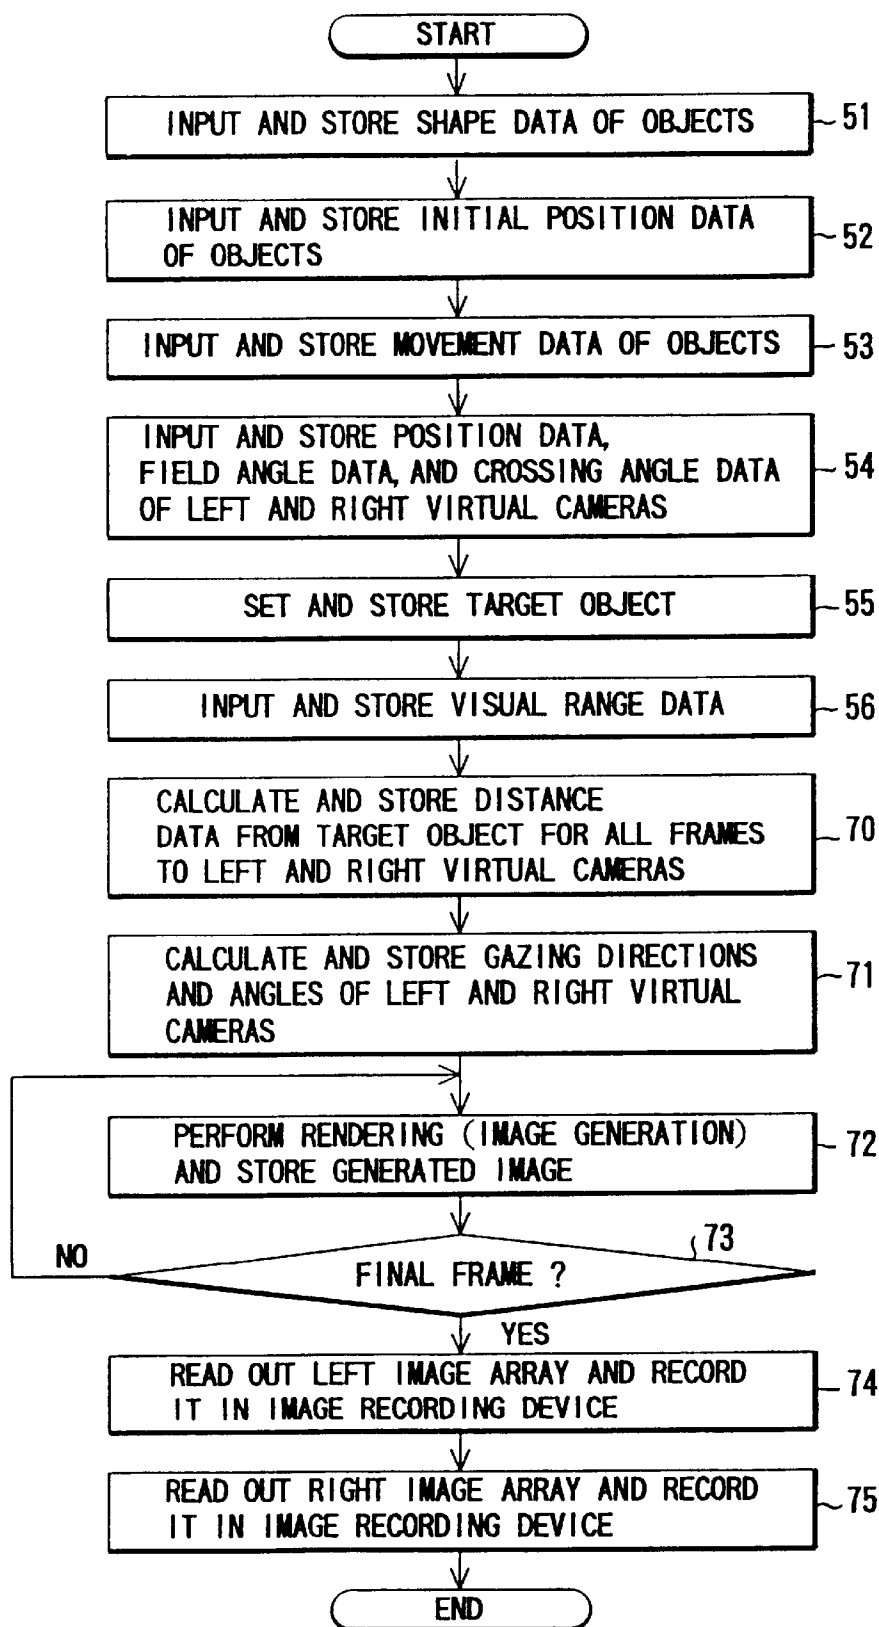 START
INPUT AND STORE SHAPE DATA OF OBJECTS
51
INPUT AND STORE INITIAL POSITION DATA
OF OBJECTS
52
INPUT AND STORE MOVEMENT DATA OF OBJECTS
53
INPUT AND STORE POSITION DATA,
FIELD ANGLE DATA, AND CROSSING ANGLE DATA
OF LEFT AND RIGHT VIRTUAL CAMERAS
54
SET AND STORE TARGET OBJECT
55
INPUT AND STORE VISUAL RANGE DATA
56
CALCULATE AND STORE DISTANCE
DATA FROM TARGET OBJECT FOR ALL FRAMES
TO LEFT AND RIGHT VIRTUAL CAMERAS
70
CALCULATE AND STORE GAZING DIRECTIONS
AND ANGLES OF LEFT AND RIGHT VIRTUAL
CAMERAS
71
PERFORM RENDERING (IMAGE GENERATION)
AND STORE GENERATED IMAGE
72
73
NO
FINAL FRAME ?
YES
READ OUT LEFT IMAGE ARRAY AND RECORD
IT IN IMAGE RECORDING DEVICE
74
READ OUT RIGHT IMAGE ARRAY AND RECORD
IT IN IMAGE RECORDING DEVICE
75
END